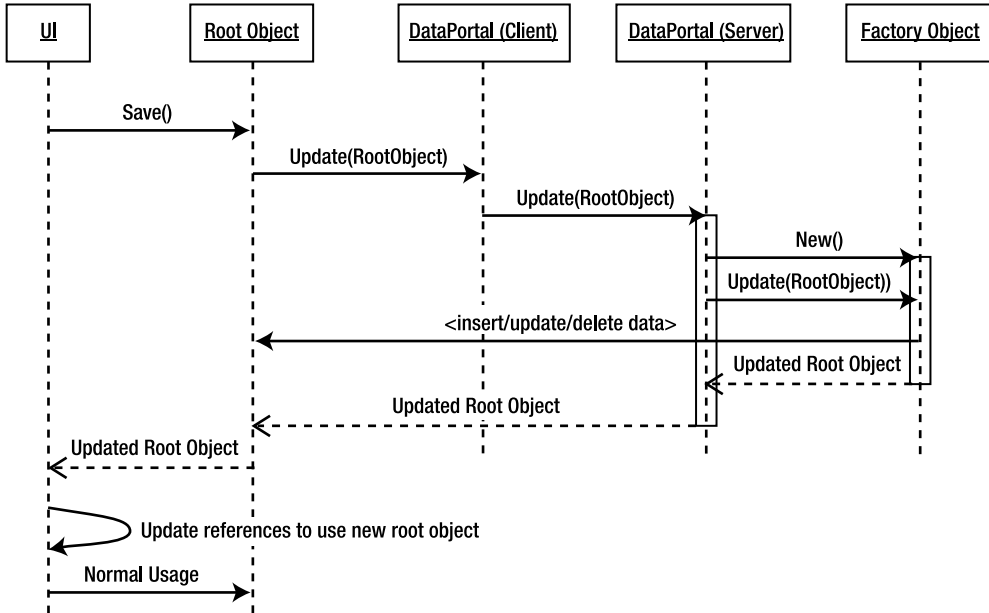 UI
Root Object
DataPortal (Client)
DataPortal (Server)
Factory Object
Save()
Update(RootObject)
Update(RootObject)
New()
Update(RootObject))
<insert/update/delete data>
Updated Root Object
Updated Root Object
Updated Root Object
Update references to use new root object
Normal Usage